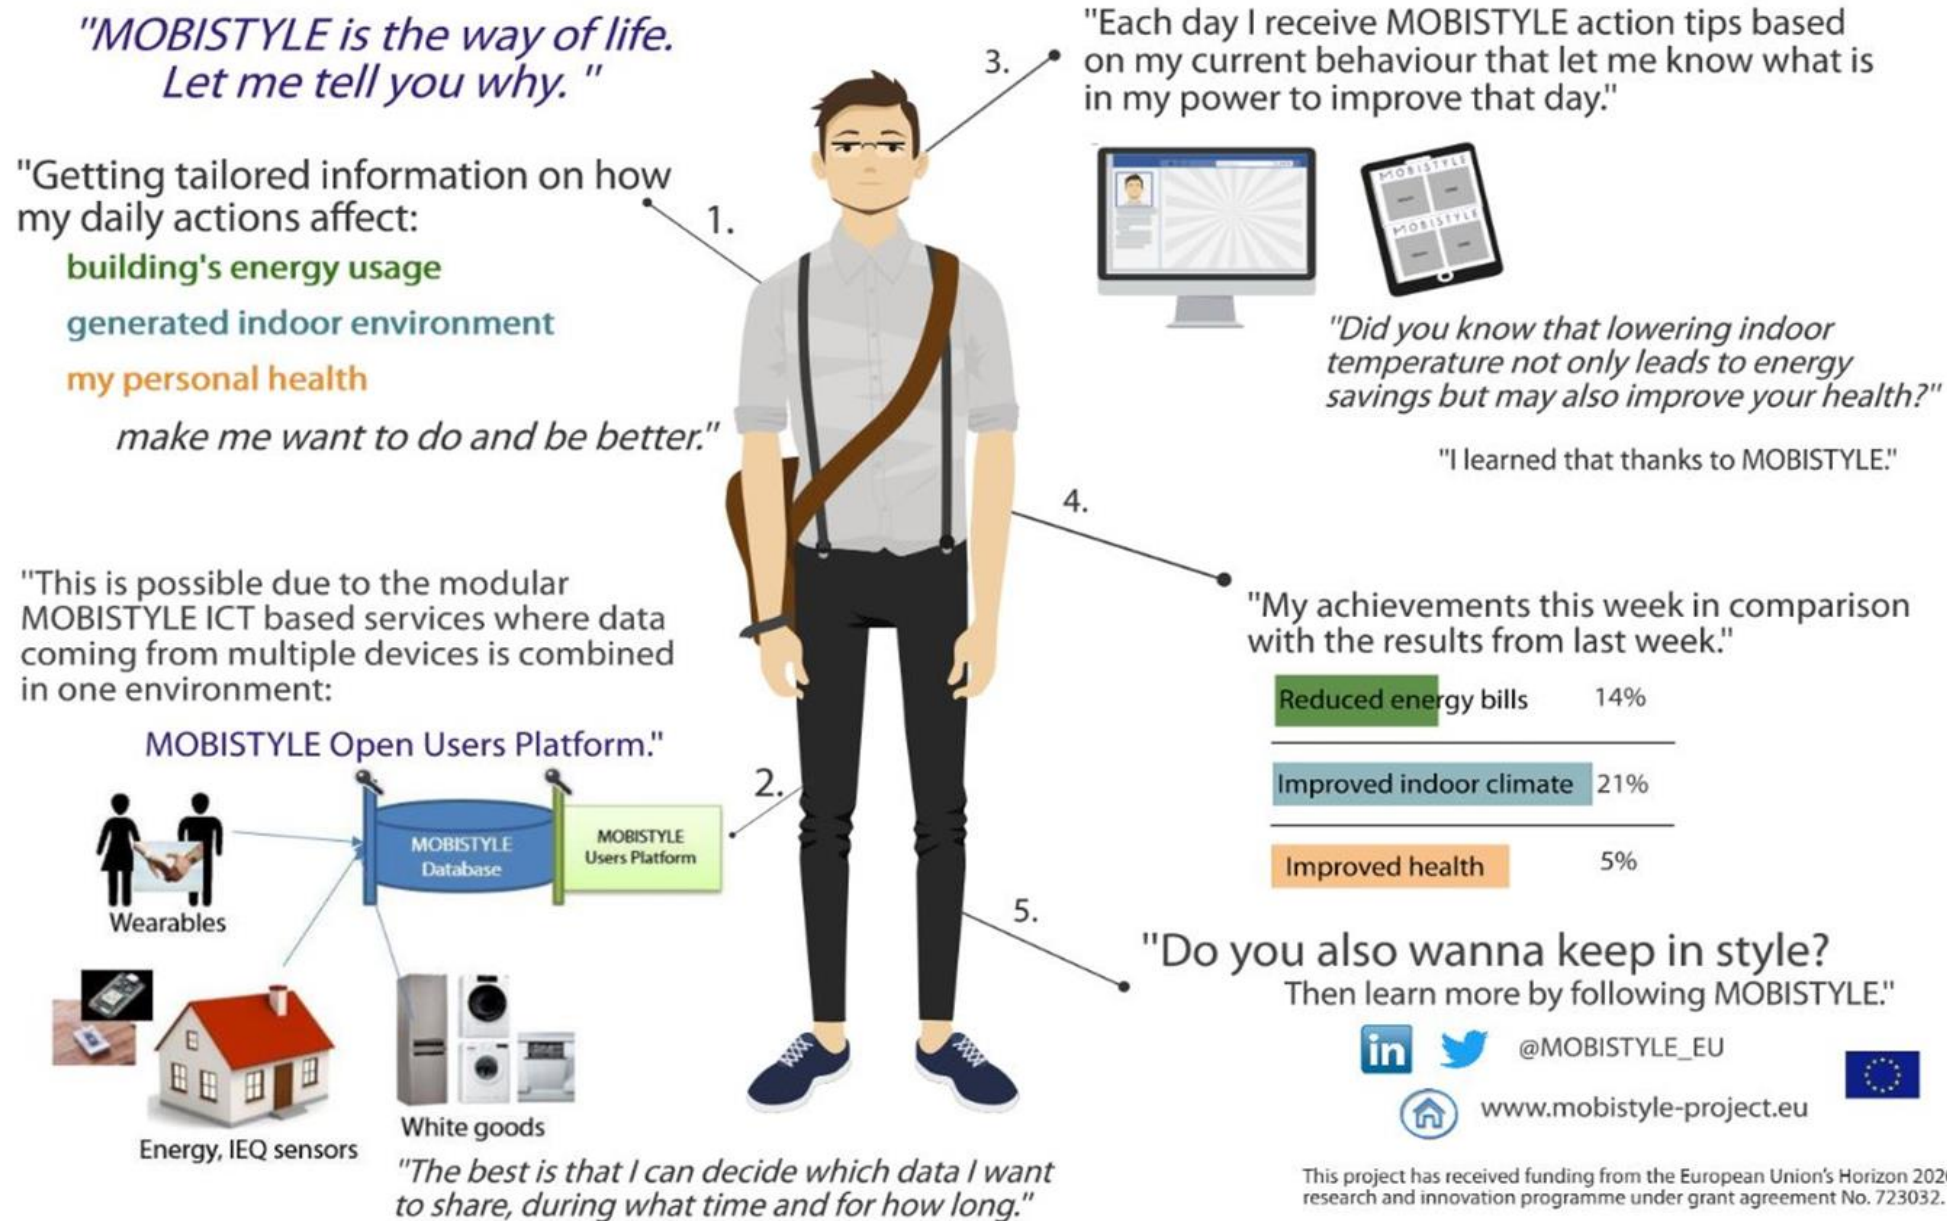 "MOBISTYLE is the way of life.
Let me tell you why. "
"Getting tailored information on how
my daily actions affect:
building's energy usage
generated indoor environment
my personal health
make me want to do and be better."
1.
"This is possible due to the modular
MOBISTYLE ICT based services where data
coming from multiple devices is combined
in one environment:
MOBISTYLE Open Users Platform."
2.
MOBISTYLE
Database
MOBISTYLE
Users Platform
Wearables
Energy, IEQ sensors
White goods
"The best is that I can decide which data I want
to share, during what time and for how long."
3.
"Each day I receive MOBISTYLE action tips based
on my current behaviour that let me know what is
in my power to improve that day."
MOBISTYLE
MOBISTYLE
"Did you know that lowering indoor
temperature not only leads to energy
savings but may also improve your health?"
"I learned that thanks to MOBISTYLE."
4.
"My achievements this week in comparison
with the results from last week."
Reduced energy bills 14%
Improved indoor climate 21%
Improved health 5%
5.
"Do you also wanna keep in style?
Then learn more by following MOBISTYLE."
in
@MOBISTYLE_EU
www.mobistyle-project.eu
This project has received funding from the European Union's Horizon 202
research and innovation programme under grant agreement No. 723032.